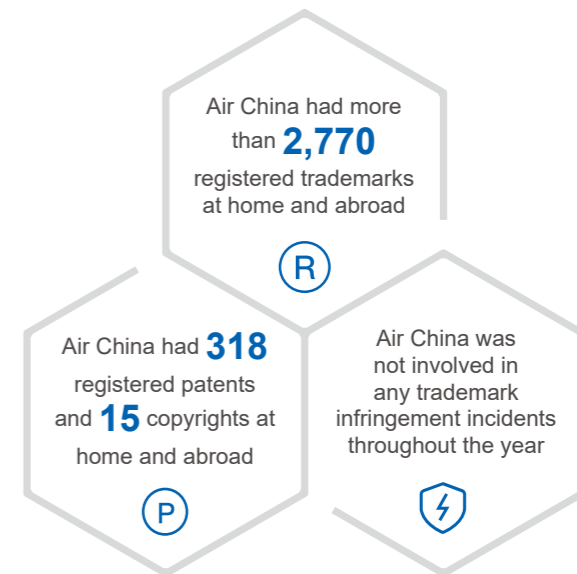 Air China had more
than 2,770
registered trademarks
at home and abroad
R
Air China had 318
registered patents
and 15 copyrights at
home and abroad
P
Air China was
not involved in
any trademark
infringement incidents
throughout the year